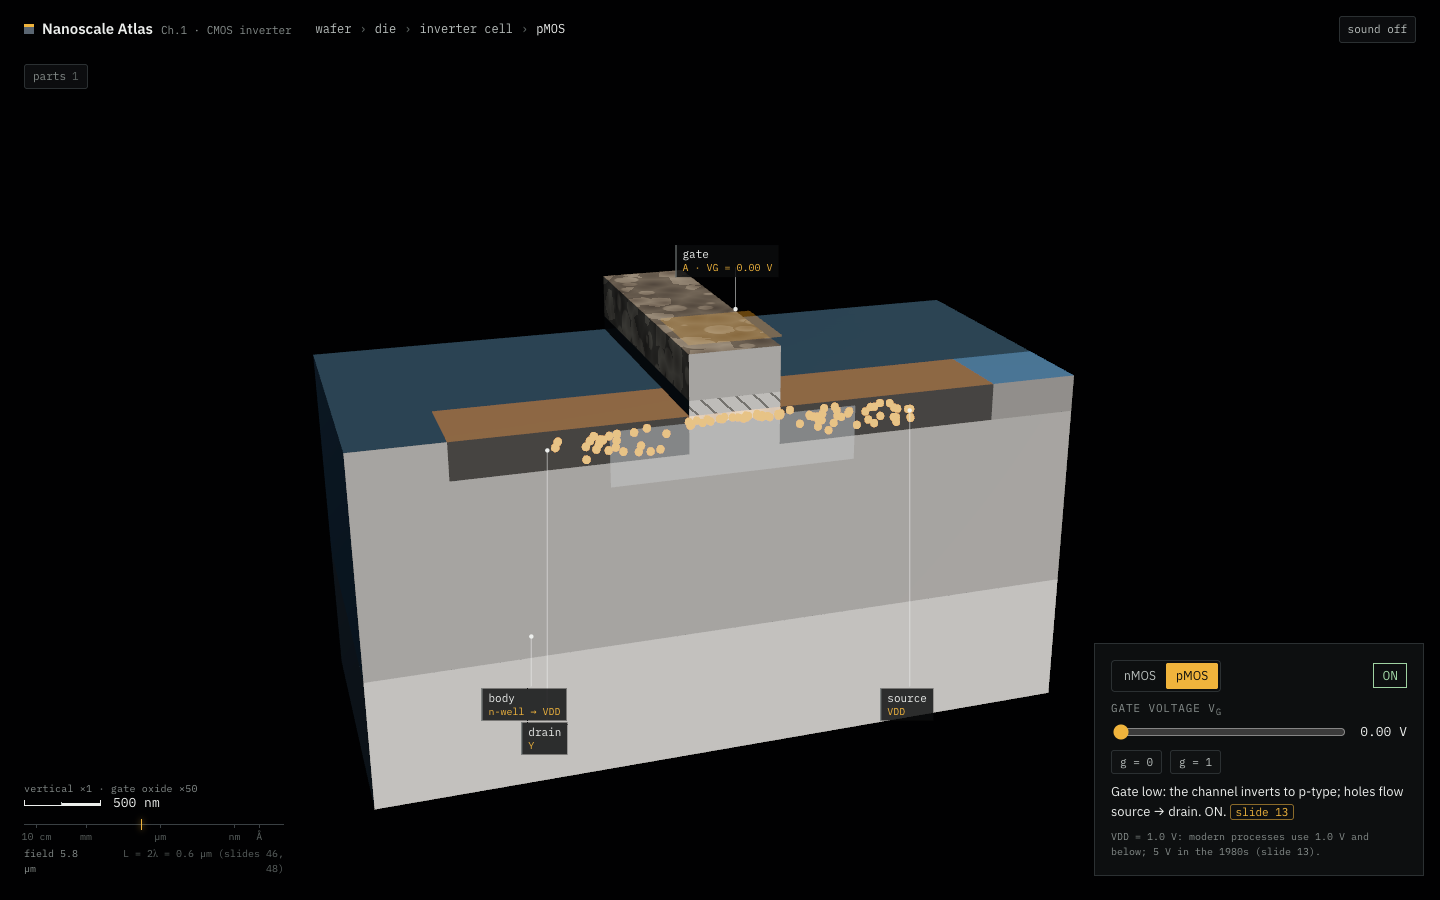 Nanoscale Atlas Ch.1 · CMOS inverter wafer › die › inverter cell › pMOS
sound off
parts 1
gate
A · VG = 0.00 V
body
n-well → VDD
drain
Y
source
VDD
nMOS pMOS ON
GATE VOLTAGE VG
0.00 V
g = 0 g = 1
Gate low: the channel inverts to p-type; holes flow
source → drain. ON. slide 13
VDD = 1.0 V: modern processes use 1.0 V and
below; 5 V in the 1980s (slide 13).
vertical ×1 · gate oxide ×50
500 nm
10 cm mm µm nm Å
field 5.8 L = 2λ = 0.6 µm (slides 46,
µm 48)